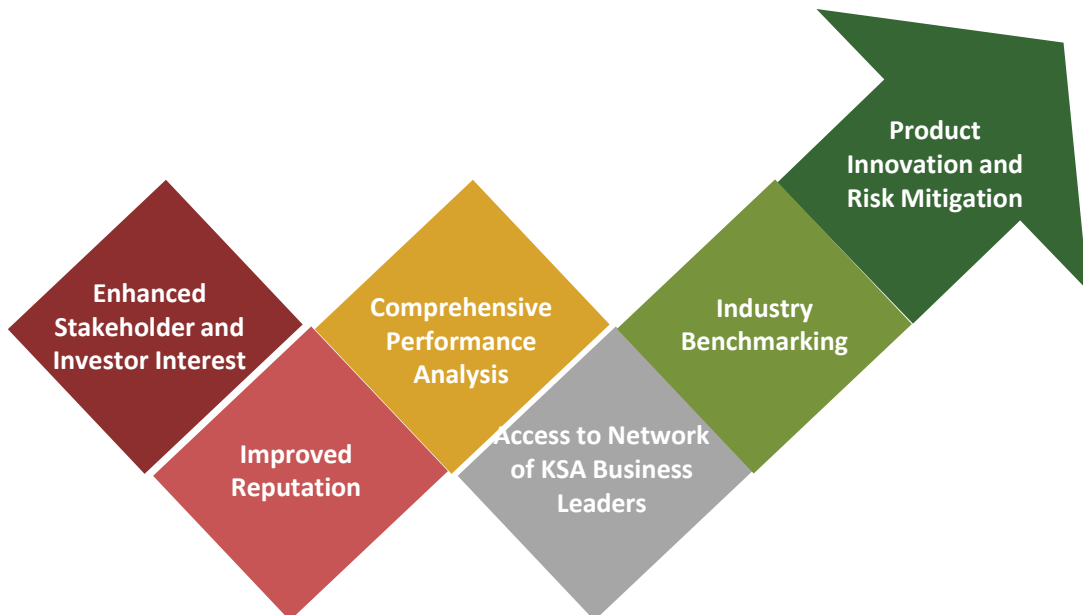 Enhanced
Stakeholder and
Investor Interest
Improved
Reputation
Comprehensive
Performance
Analysis
Access to Network
of KSA Business
Leaders
Industry
Benchmarking
Product
Innovation and
Risk Mitigation